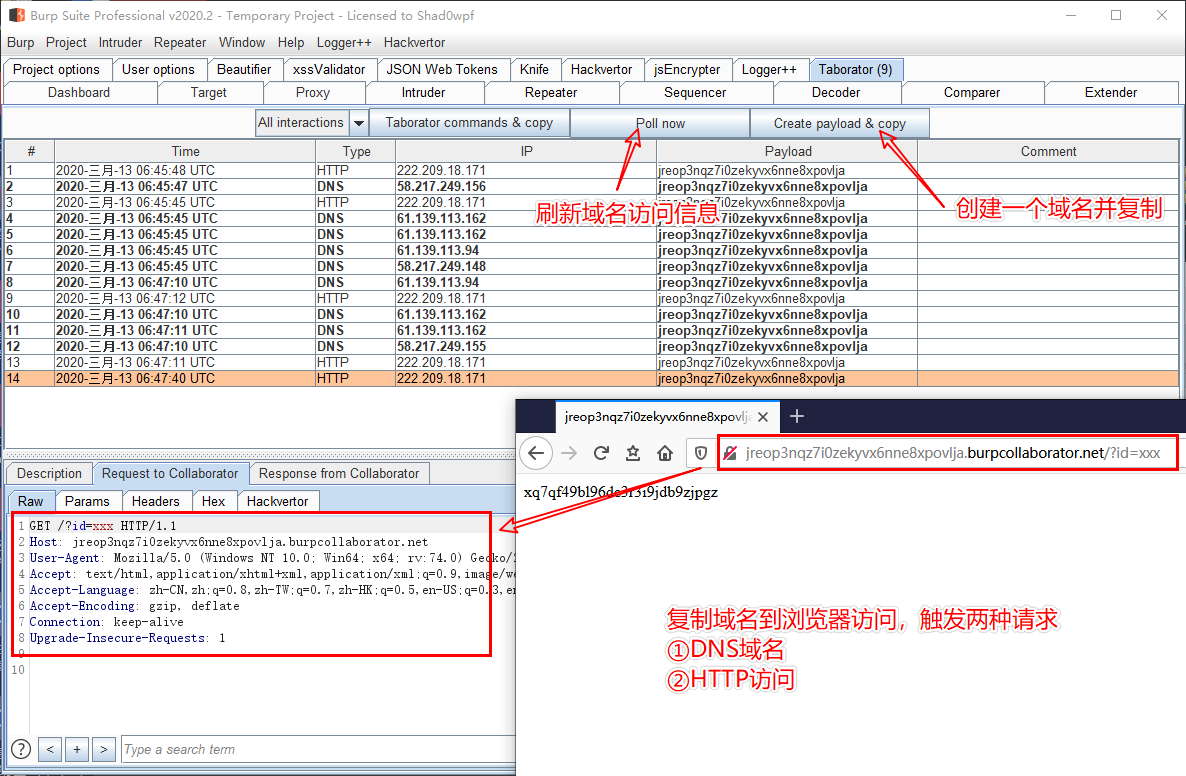 Burp Suite Professional v2020.2 - Temporary Project - Licensed to Shad0wpf
Burp Project Intruder Repeater Window Help Logger++ Hackvertor
Project options User options Beautifier xssValidator JSON Web Tokens Knife Hackvertor jsEncrypter Logger++ Taborator (9)
Dashboard Target Proxy Intruder Repeater Sequencer Decoder Comparer Extender
All interactions Taborator commands & copy Poll now Create payload & copy
# Time Type IP Payload Comment
1 2020-三月-13 06:45:48 UTC HTTP 222.209.18.171 jreop3nqz7i0zekyvx6nne8xpovlja
2 2020-三月-13 06:45:47 UTC DNS 58.217.249.156 jreop3nqz7i0zekyvx6nne8xpovlja
3 2020-三月-13 06:45:45 UTC HTTP 222.209.18.171 jreop3nqz7i0zekyvx6nne8xpovlja
4 2020-三月-13 06:45:45 UTC DNS 61.139.113.162 jreop3nqz7i0zekyvx6nne8xpovlja
5 2020-三月-13 06:45:45 UTC DNS 61.139.113.162 jreop3nqz7i0zekyvx6nne8xpovlja
6 2020-三月-13 06:45:45 UTC DNS 61.139.113.94 jreop3nqz7i0zekyvx6nne8xpovlja
7 2020-三月-13 06:45:45 UTC DNS 58.217.249.148 jreop3nqz7i0zekyvx6nne8xpovlja
8 2020-三月-13 06:47:10 UTC DNS 61.139.113.94 jreop3nqz7i0zekyvx6nne8xpovlja
9 2020-三月-13 06:47:12 UTC HTTP 222.209.18.171 jreop3nqz7i0zekyvx6nne8xpovlja
10 2020-三月-13 06:47:10 UTC DNS 61.139.113.162 jreop3nqz7i0zekyvx6nne8xpovlja
11 2020-三月-13 06:47:11 UTC DNS 61.139.113.162 jreop3nqz7i0zekyvx6nne8xpovlja
12 2020-三月-13 06:47:10 UTC DNS 58.217.249.155 jreop3nqz7i0zekyvx6nne8xpovlja
13 2020-三月-13 06:47:11 UTC HTTP 222.209.18.171 jreop3nqz7i0zekyvx6nne8xpovlja
14 2020-三月-13 06:47:40 UTC HTTP 222.209.18.171 jreop3nqz7i0zekyvx6nne8xpovlja
刷新域名访问信息
创建一个域名并复制
jreop3nqz7i0zekyvx6nne8xpovlja
jreop3nqz7i0zekyvx6nne8xpovlja.burpcollaborator.net/?id=xxx
Description Request to Collaborator Response from Collaborator
Raw Params Headers Hex Hackvertor
1 GET /?id=xxx HTTP/1.1
2 Host: jreop3nqz7i0zekyvx6nne8xpovlja.burpcollaborator.net
3 User-Agent: Mozilla/5.0 (Windows NT 10.0; Win64; x64; rv:74.0) Gecko/2
4 Accept: text/html,application/xhtml+xml,application/xml;q=0.9,image/we
5 Accept-Language: zh-CN,zh;q=0.8,zh-TW;q=0.7,zh-HK;q=0.5,en-US;q=0.3,en
6 Accept-Encoding: gzip, deflate
7 Connection: keep-alive
8 Upgrade-Insecure-Requests: 1
9
10
复制域名到浏览器访问，触发两种请求
①DNS域名
②HTTP访问
? < + > Type a search term